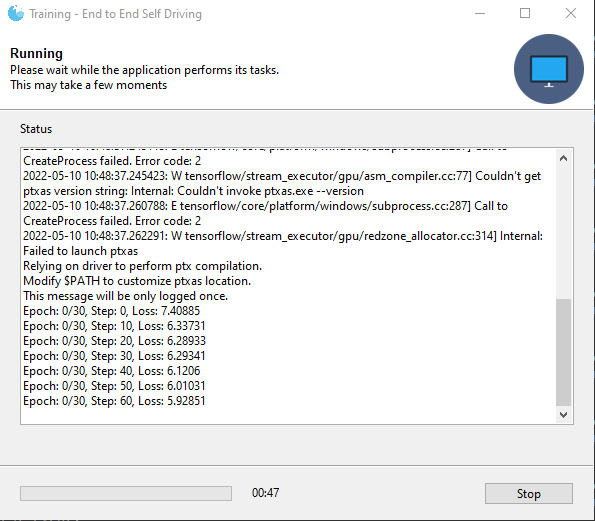 Training - End to End Self Driving
Running
Please wait while the application performs its tasks.
This may take a few moments
Status
CreateProcess failed. Error code: 2
2022-05-10 10:48:37.245423: W tensorflow/stream_executor/gpu/asm_compiler.cc:77] Couldn't get
ptxas version string: Internal: Couldn't invoke ptxas.exe --version
2022-05-10 10:48:37.260788: E tensorflow/core/platform/windows/subprocess.cc:287] Call to
CreateProcess failed. Error code: 2
2022-05-10 10:48:37.262291: W tensorflow/stream_executor/gpu/redzone_allocator.cc:314] Internal:
Failed to launch ptxas
Relying on driver to perform ptx compilation.
Modify $PATH to customize ptxas location.
This message will be only logged once.
Epoch: 0/30, Step: 0, Loss: 7.40885
Epoch: 0/30, Step: 10, Loss: 6.33731
Epoch: 0/30, Step: 20, Loss: 6.28933
Epoch: 0/30, Step: 30, Loss: 6.29341
Epoch: 0/30, Step: 40, Loss: 6.1206
Epoch: 0/30, Step: 50, Loss: 6.01031
Epoch: 0/30, Step: 60, Loss: 5.92851
00:47
Stop